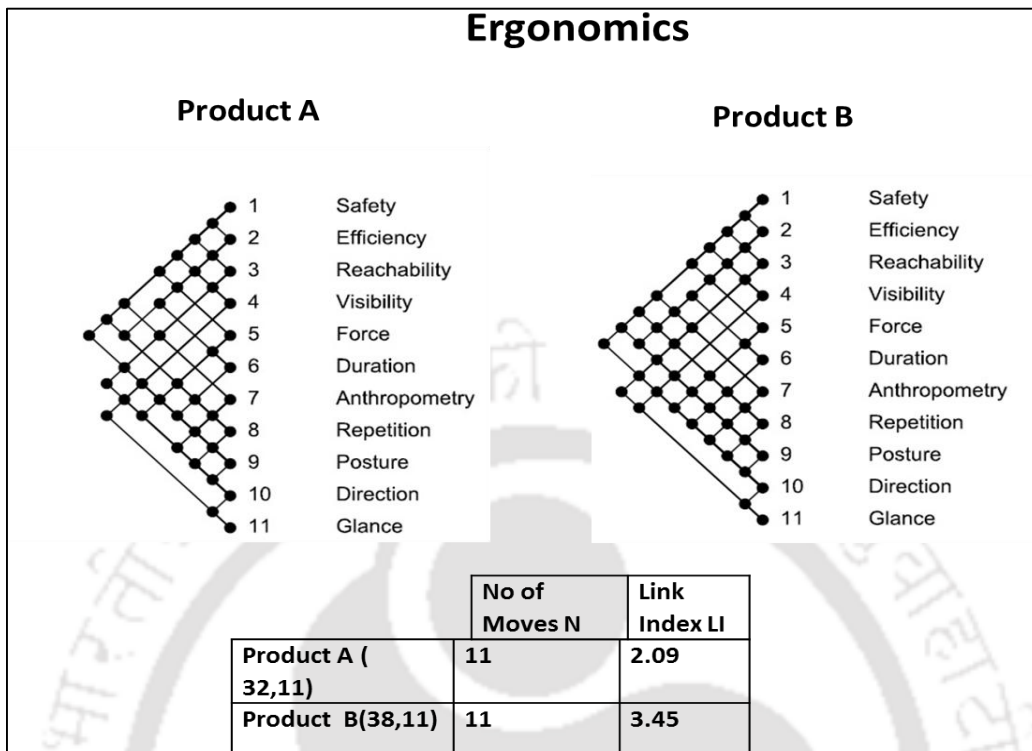 Ergonomics
Product A
Product B
1 Safety
2 Efficiency
3 Reachability
4 Visibility
5 Force
6 Duration
7 Anthropometry
8 Repetition
9 Posture
10 Direction
11 Glance
1 Safety
2 Efficiency
3 Reachability
4 Visibility
5 Force
6 Duration
7 Anthropometry
8 Repetition
9 Posture
10 Direction
11 Glance
No of Link
Moves N Index LI
Product A ( 11 2.09
32,11)
Product B(38,11) 11 3.45